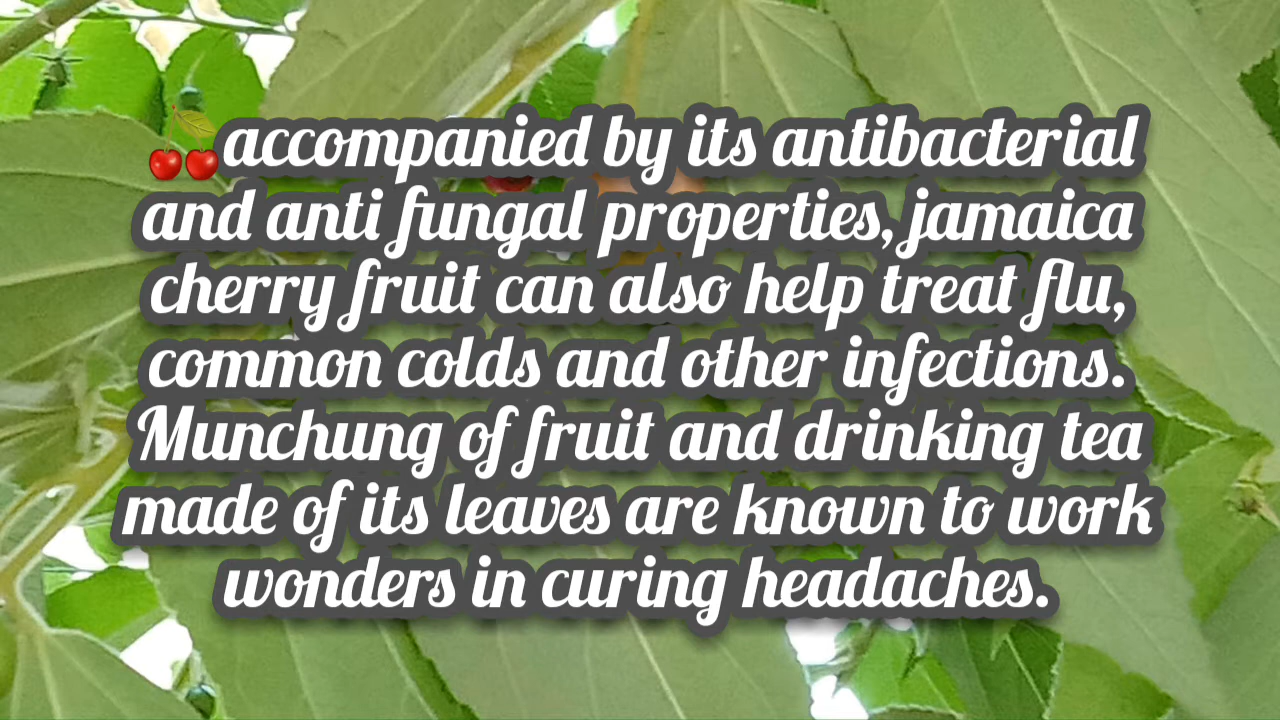 🍒accompanied by its antibacterial
and anti fungal properties, jamaica
cherry fruit can also help treat flu,
common colds and other infections.
Munchung of fruit and drinking tea
made of its leaves are known to work
wonders in curing headaches.